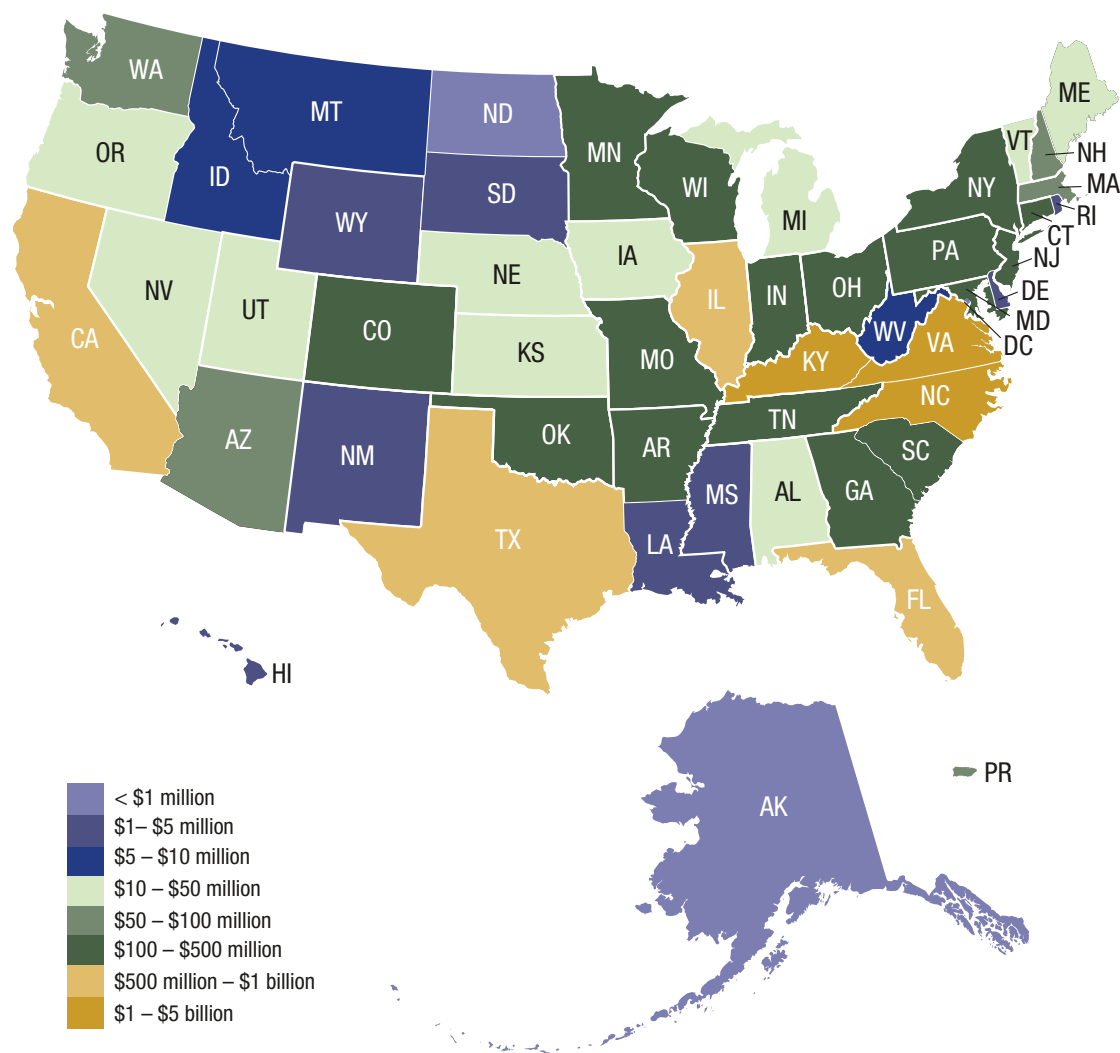 WA
MT
ND
MN
ME
VT
NH
OR
ID
SD
WI
NY
MA
RI
WY
MI
CT
PA
NJ
NE
IA
NV
UT
IL
IN
OH
DE
MD
DC
CA
CO
KS
MO
KY
WV
VA
NC
AZ
NM
OK
AR
TN
SC
MS
AL
GA
TX
LA
FL
HI
AK
PR
< $1 million
$1– $5 million
$5 – $10 million
$10 – $50 million
$50 – $100 million
$100 – $500 million
$500 million – $1 billion
$1 – $5 billion